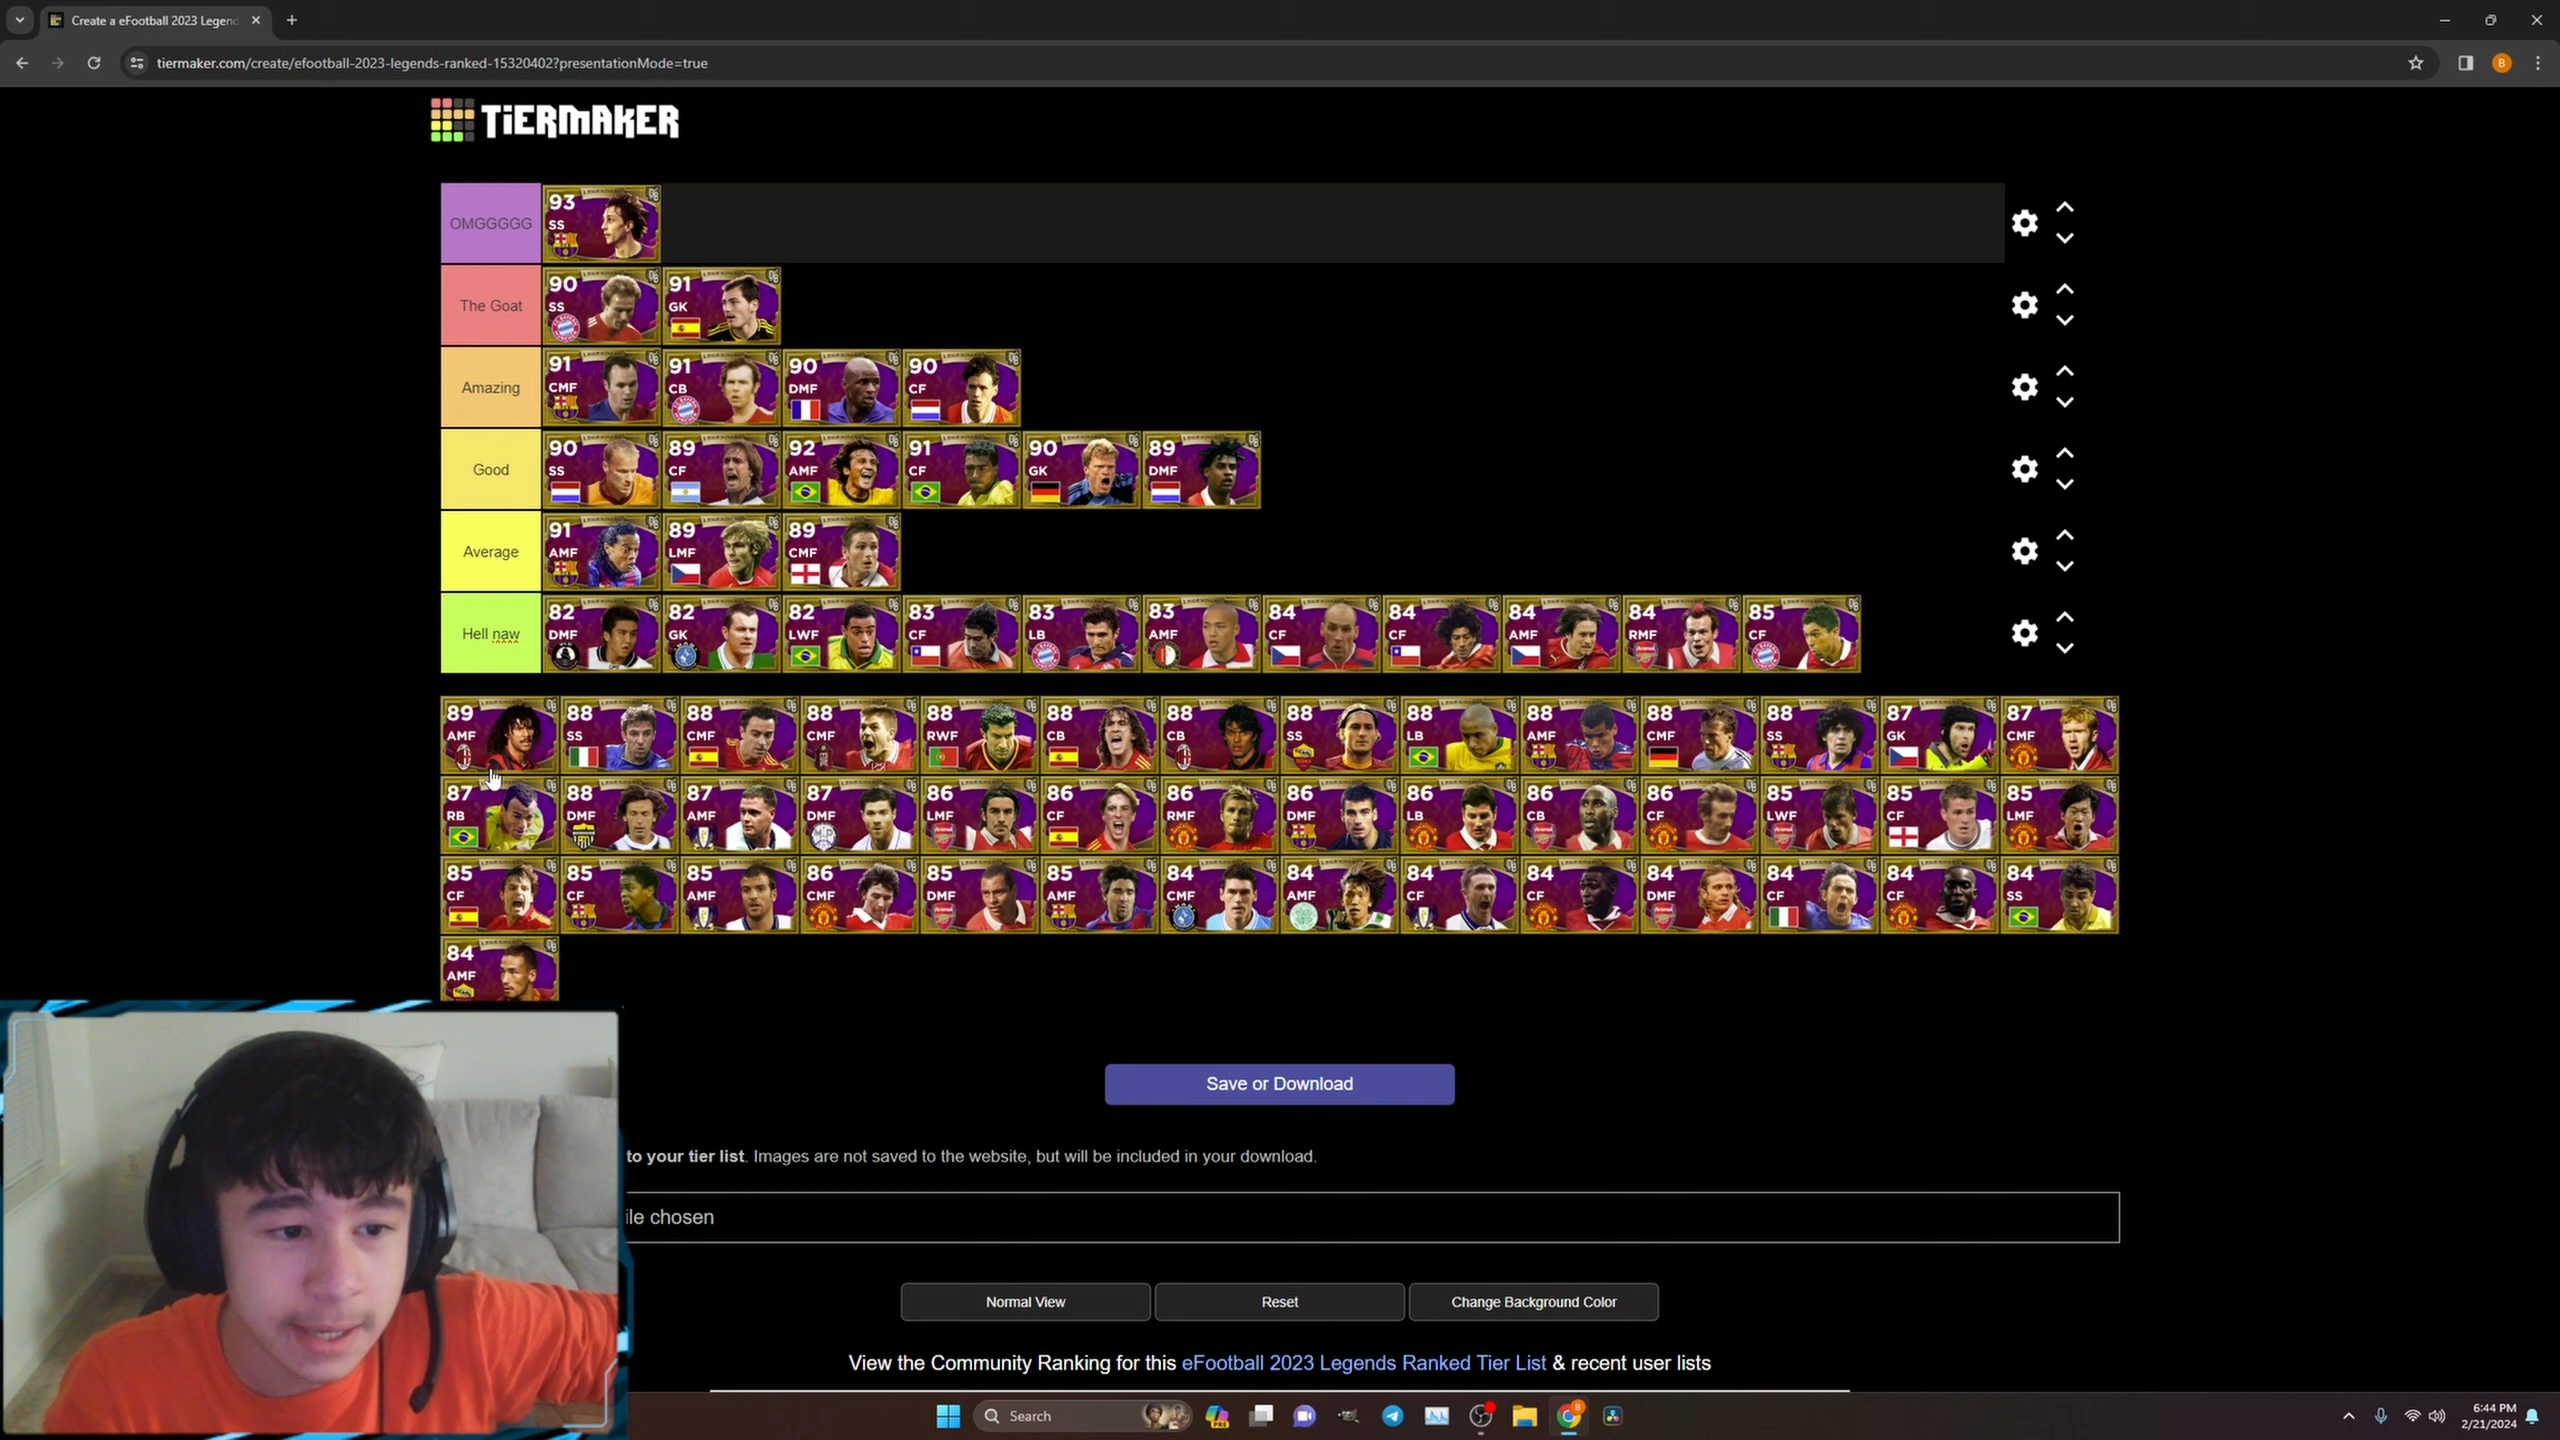 Create a eFootball 2023 Legend
tiermaker.com/create/efootball-2023-legends-ranked-15320402?presentationMode=true
B
TiERMAKER
OMGGGGG
93 SS
The Goat
90 SS
91 GK
Amazing
91 CMF
91 CB
90 DMF
90 CF
Good
90 SS
89 CF
92 AMF
91 CF
90 GK
89 DMF
Average
91 AMF
89 LMF
89 CMF
Hell naw
82 DMF
82 GK
82 LWF
83 CF
83 LB
83 AMF
84 CF
84 CF
84 AMF
84 RMF
85 CF
89 AMF
88 SS
88 CMF
88 CMF
88 RWF
88 CB
88 CB
88 SS
88 LB
88 AMF
88 CMF
88 SS
87 GK
87 CMF
87 RB
88 DMF
87 AMF
87 DMF
86 LMF
86 CF
86 RMF
86 DMF
86 LB
86 CB
86 CF
85 LWF
85 CF
85 LMF
85 CF
85 CF
85 AMF
86 CMF
85 DMF
85 AMF
84 CMF
84 AMF
84 CF
84 CF
84 DMF
84 CF
84 CF
84 SS
84 AMF
Save or Download
to your tier list. Images are not saved to the website, but will be included in your download.
ile chosen
Normal View
Reset
Change Background Color
View the Community Ranking for this eFootball 2023 Legends Ranked Tier List & recent user lists
Search
6:44 PM
2/21/2024